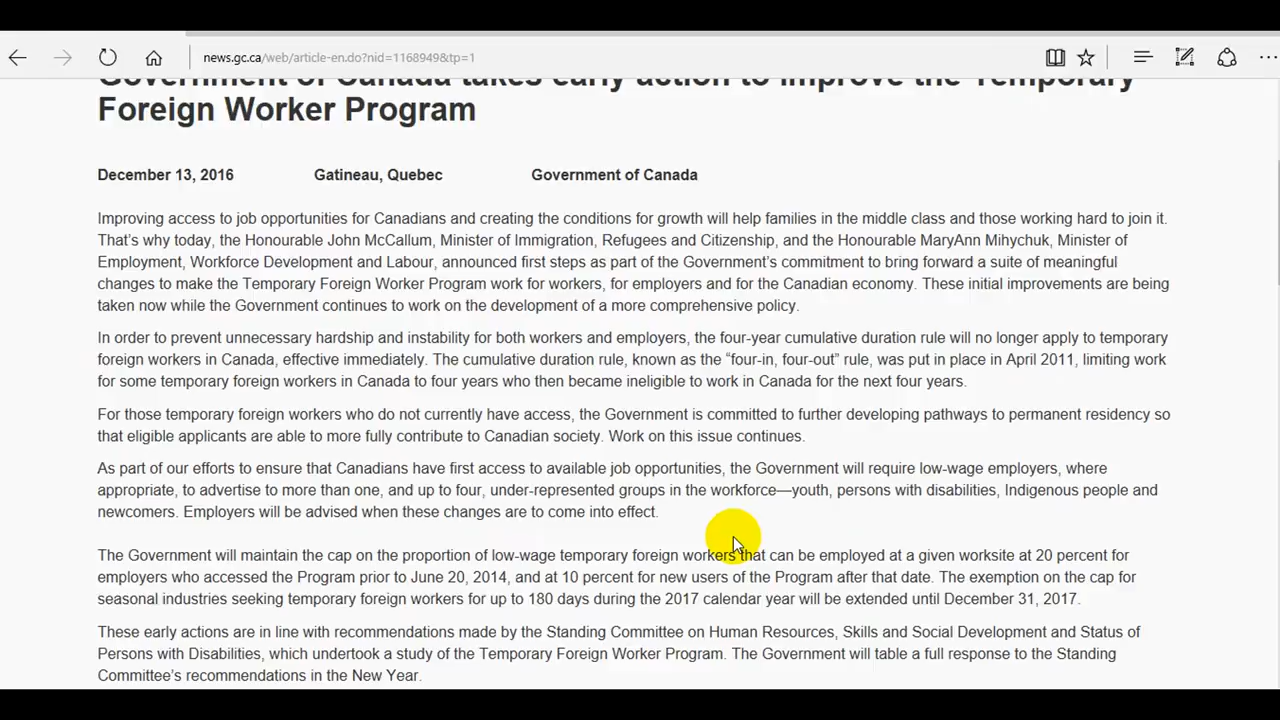 news.gc.ca/web/article-en.do?nid=1168949&tp=1
Government of Canada takes early action to improve the Temporary
Foreign Worker Program
December 13, 2016 Gatineau, Quebec Government of Canada
Improving access to job opportunities for Canadians and creating the conditions for growth will help families in the middle class and those working hard to join it.
That’s why today, the Honourable John McCallum, Minister of Immigration, Refugees and Citizenship, and the Honourable MaryAnn Mihychuk, Minister of
Employment, Workforce Development and Labour, announced first steps as part of the Government’s commitment to bring forward a suite of meaningful
changes to make the Temporary Foreign Worker Program work for workers, for employers and for the Canadian economy. These initial improvements are being
taken now while the Government continues to work on the development of a more comprehensive policy.
In order to prevent unnecessary hardship and instability for both workers and employers, the four-year cumulative duration rule will no longer apply to temporary
foreign workers in Canada, effective immediately. The cumulative duration rule, known as the “four-in, four-out” rule, was put in place in April 2011, limiting work
for some temporary foreign workers in Canada to four years who then became ineligible to work in Canada for the next four years.
For those temporary foreign workers who do not currently have access, the Government is committed to further developing pathways to permanent residency so
that eligible applicants are able to more fully contribute to Canadian society. Work on this issue continues.
As part of our efforts to ensure that Canadians have first access to available job opportunities, the Government will require low-wage employers, where
appropriate, to advertise to more than one, and up to four, under-represented groups in the workforce—youth, persons with disabilities, Indigenous people and
newcomers. Employers will be advised when these changes are to come into effect.
The Government will maintain the cap on the proportion of low-wage temporary foreign workers that can be employed at a given worksite at 20 percent for
employers who accessed the Program prior to June 20, 2014, and at 10 percent for new users of the Program after that date. The exemption on the cap for
seasonal industries seeking temporary foreign workers for up to 180 days during the 2017 calendar year will be extended until December 31, 2017.
These early actions are in line with recommendations made by the Standing Committee on Human Resources, Skills and Social Development and Status of
Persons with Disabilities, which undertook a study of the Temporary Foreign Worker Program. The Government will table a full response to the Standing
Committee’s recommendations in the New Year.